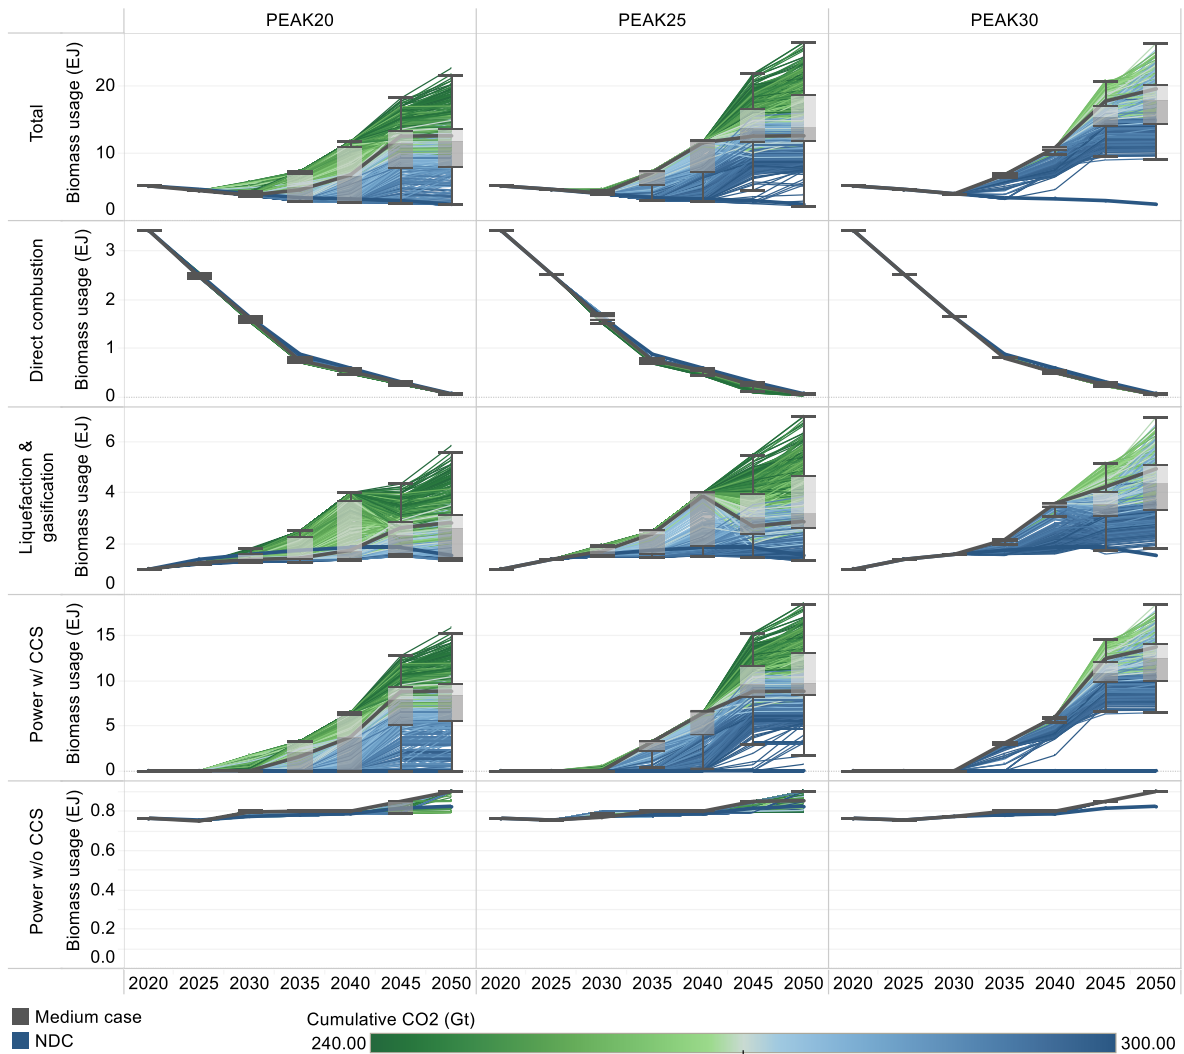 PEAK20 PEAK25 PEAK30
Total
Biomass usage (EJ)
20
10
0
Direct combustion
Biomass usage (EJ)
3
2
1
0
Liquefaction &
gasification
Biomass usage (EJ)
6
4
2
0
Power w/ CCS
Biomass usage (EJ)
15
10
5
0
Power w/o CCS
Biomass usage (EJ)
0.8
0.6
0.4
0.2
0.0
2020 2025 2030 2035 2040 2045 2050 2020 2025 2030 2035 2040 2045 2050 2020 2025 2030 2035 2040 2045 2050
Medium case
NDC
Cumulative CO2 (Gt)
240.00 300.00